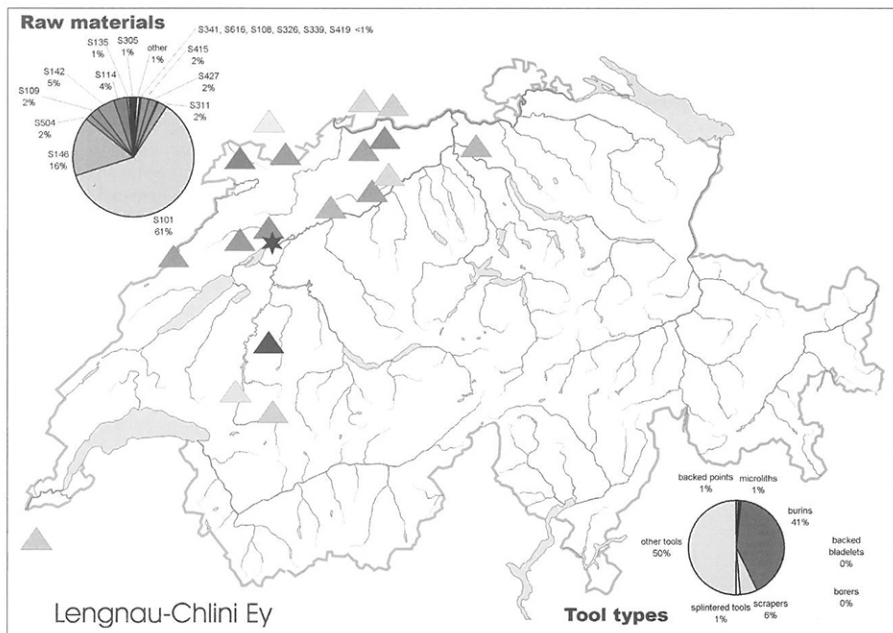 Raw materials
S341, S616, S108, S326, S339, S419 <1%
S135
1%
S305
1%
other
1%
S415
2%
S142
5%
S114
4%
S427
2%
S109
2%
S311
2%
S504
2%
S146
16%
S101
61%
backed points
1%
microliths
1%
burins
41%
other tools
50%
backed
bladelets
0%
borers
0%
splintered tools
1%
scrapers
6%
Lengnau-Chlini Ey
Tool types